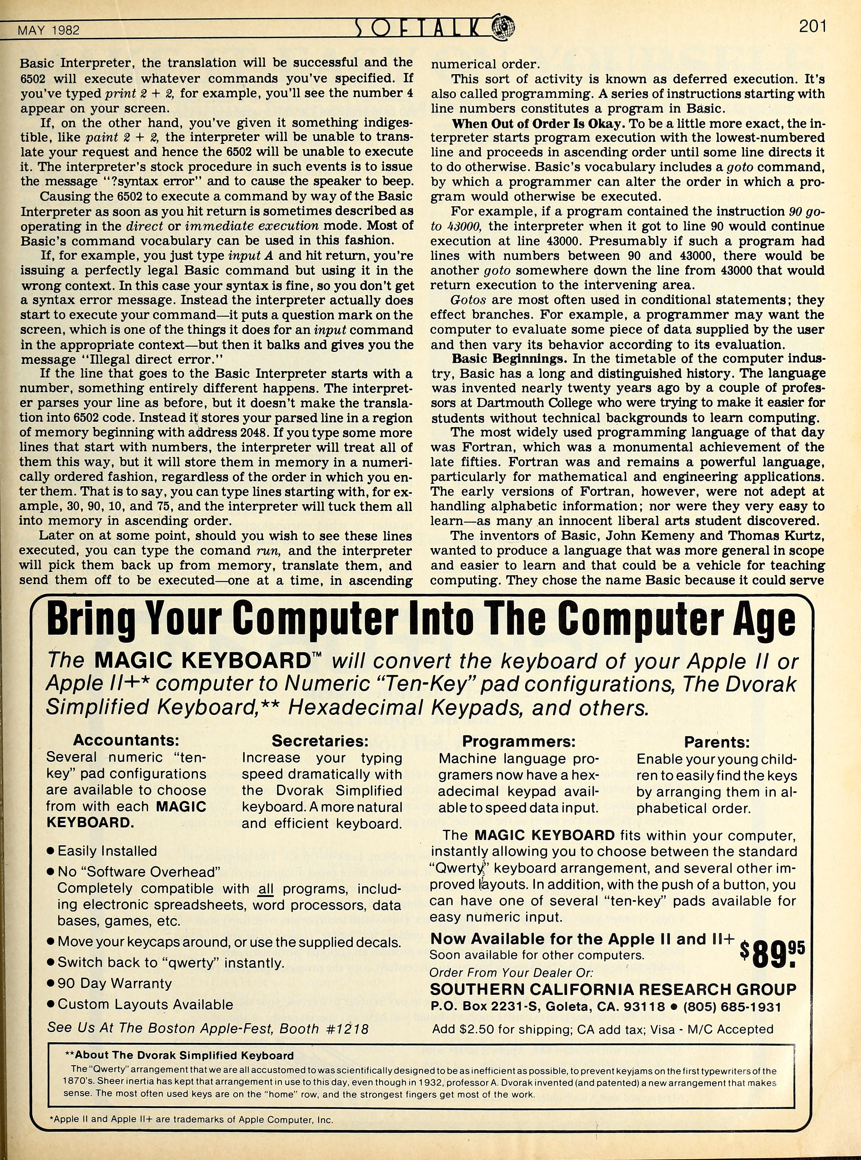 MAY 1982
SOFTALK
201
Basic Interpreter, the translation will be successful and the
6502 will execute whatever commands you've specified. If
you've typed print 2 + 2, for example, you'll see the number 4
appear on your screen.
If, on the other hand, you've given it something indiges-
tible, like paint 2 + 2, the interpreter will be unable to trans-
late your request and hence the 6502 will be unable to execute
it. The interpreter's stock procedure in such events is to issue
the message "?syntax error" and to cause the speaker to beep.
Causing the 6502 to execute a command by way of the Basic
Interpreter as soon as you hit return is sometimes described as
operating in the direct or immediate execution mode. Most of
Basic's command vocabulary can be used in this fashion.
If, for example, you just type input A and hit return, you're
issuing a perfectly legal Basic command but using it in the
wrong context. In this case your syntax is fine, so you don't get
a syntax error message. Instead the interpreter actually does
start to execute your command—it puts a question mark on the
screen, which is one of the things it does for an input command
in the appropriate context—but then it balks and gives you the
message "Illegal direct error."
If the line that goes to the Basic Interpreter starts with a
number, something entirely different happens. The interpret-
er parses your line as before, but it doesn't make the transla-
tion into 6502 code. Instead it stores your parsed line in a region
of memory beginning with address 2048. If you type some more
lines that start with numbers, the interpreter will treat all of
them this way, but it will store them in memory in a numeri-
cally ordered fashion, regardless of the order in which you en-
ter them. That is to say, you can type lines starting with, for ex-
ample, 30, 90, 10, and 75, and the interpreter will tuck them all
into memory in ascending order.
Later on at some point, should you wish to see these lines
executed, you can type the comand run, and the interpreter
will pick them back up from memory, translate them, and
send them off to be executed—one at a time, in ascending
numerical order.
This sort of activity is known as deferred execution. It's
also called programming. A series of instructions starting with
line numbers constitutes a program in Basic.
When Out of Order Is Okay. To be a little more exact, the in-
terpreter starts program execution with the lowest-numbered
line and proceeds in ascending order until some line directs it
to do otherwise. Basic's vocabulary includes a goto command,
by which a programmer can alter the order in which a pro-
gram would otherwise be executed.
For example, if a program contained the instruction 90 go-
to 43000, the interpreter when it got to line 90 would continue
execution at line 43000. Presumably if such a program had
lines with numbers between 90 and 43000, there would be
another goto somewhere down the line from 43000 that would
return execution to the intervening area.
Gotos are most often used in conditional statements; they
effect branches. For example, a programmer may want the
computer to evaluate some piece of data supplied by the user
and then vary its behavior according to its evaluation.
Basic Beginnings. In the timetable of the computer indus-
try, Basic has a long and distinguished history. The language
was invented nearly twenty years ago by a couple of profes-
sors at Dartmouth College who were trying to make it easier for
students without technical backgrounds to learn computing.
The most widely used programming language of that day
was Fortran, which was a monumental achievement of the
late fifties. Fortran was and remains a powerful language,
particularly for mathematical and engineering applications.
The early versions of Fortran, however, were not adept at
handling alphabetic information; nor were they very easy to
learn—as many an innocent liberal arts student discovered.
The inventors of Basic, John Kemeny and Thomas Kurtz,
wanted to produce a language that was more general in scope
and easier to learn and that could be a vehicle for teaching
computing. They chose the name Basic because it could serve
Bring Your Computer Into The Computer Age
The MAGIC KEYBOARD™ will convert the keyboard of your Apple II or
Apple II+* computer to Numeric "Ten-Key" pad configurations, The Dvorak
Simplified Keyboard,** Hexadecimal Keypads, and others.
Accountants:
Several numeric "ten-
key" pad configurations
are available to choose
from with each MAGIC
KEYBOARD.
Secretaries:
Increase your typing
speed dramatically with
the Dvorak Simplified
keyboard. A more natural
and efficient keyboard.
Programmers:
Machine language pro-
gramers now have a hex-
adecimal keypad avail-
able to speed data input.
Parents:
Enable your young child-
ren to easily find the keys
by arranging them in al-
phabetical order.
● Easily Installed
● No "Software Overhead"
Completely compatible with all programs, includ-
ing electronic spreadsheets, word processors, data
bases, games, etc.
● Move your keycaps around, or use the supplied decals.
● Switch back to "qwerty" instantly.
● 90 Day Warranty
● Custom Layouts Available
See Us At The Boston Apple-Fest, Booth #1218
The MAGIC KEYBOARD fits within your computer,
instantly allowing you to choose between the standard
"Qwerty" keyboard arrangement, and several other im-
proved layouts. In addition, with the push of a button, you
can have one of several "ten-key" pads available for
easy numeric input.
Now Available for the Apple II and II+
Soon available for other computers.
$89.95
Order From Your Dealer Or:
SOUTHERN CALIFORNIA RESEARCH GROUP
P.O. Box 2231-S, Goleta, CA. 93118 ● (805) 685-1931
Add $2.50 for shipping; CA add tax; Visa - M/C Accepted
**About The Dvorak Simplified Keyboard
The "Qwerty" arrangement that we are all accustomed to was scientifically designed to be as inefficient as possible, to prevent keyjams on the first typewriters of the
1870's. Sheer inertia has kept that arrangement in use to this day, even though in 1932, professor A. Dvorak invented (and patented) a new arrangement that makes
sense. The most often used keys are on the "home" row, and the strongest fingers get most of the work.
*Apple II and Apple II+ are trademarks of Apple Computer, Inc.